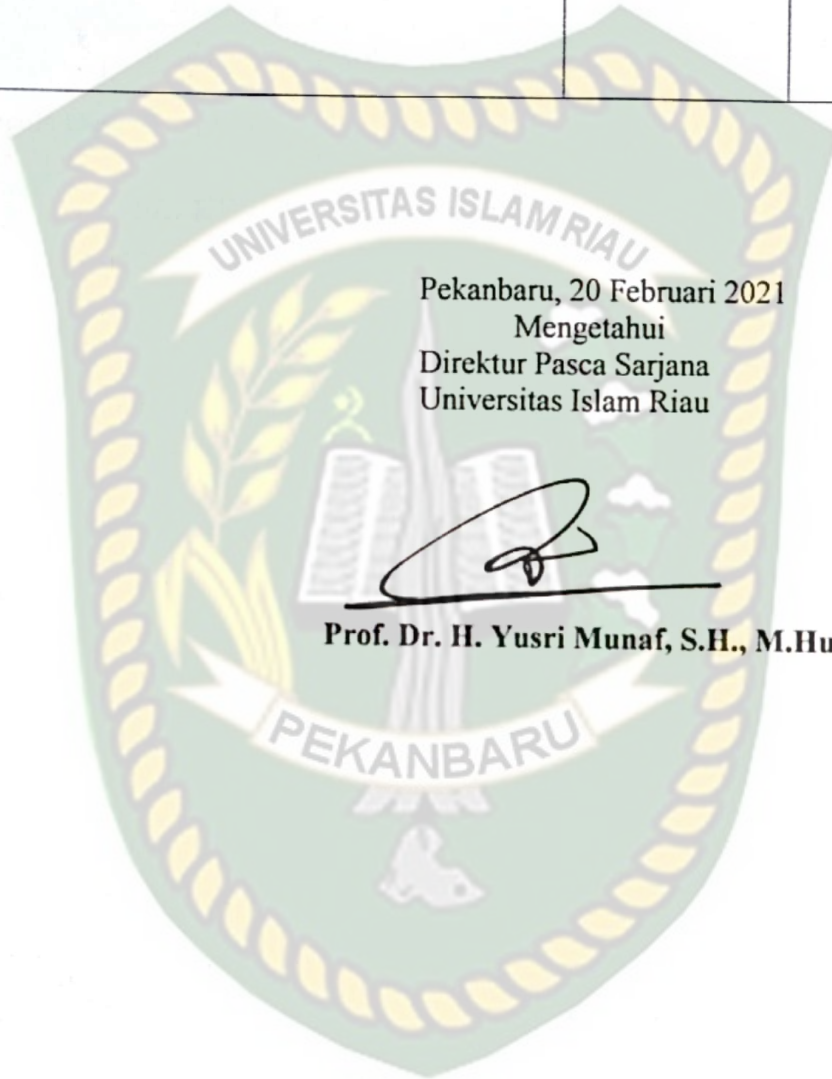 UNIVERSITAS ISLAM RIAU
Pekanbaru, 20 Februari 2021
Mengetahui
Direktur Pasca Sarjana
Universitas Islam Riau
Prof. Dr. H. Yusri Munaf, S.H., M.Hu
PEKANBARU